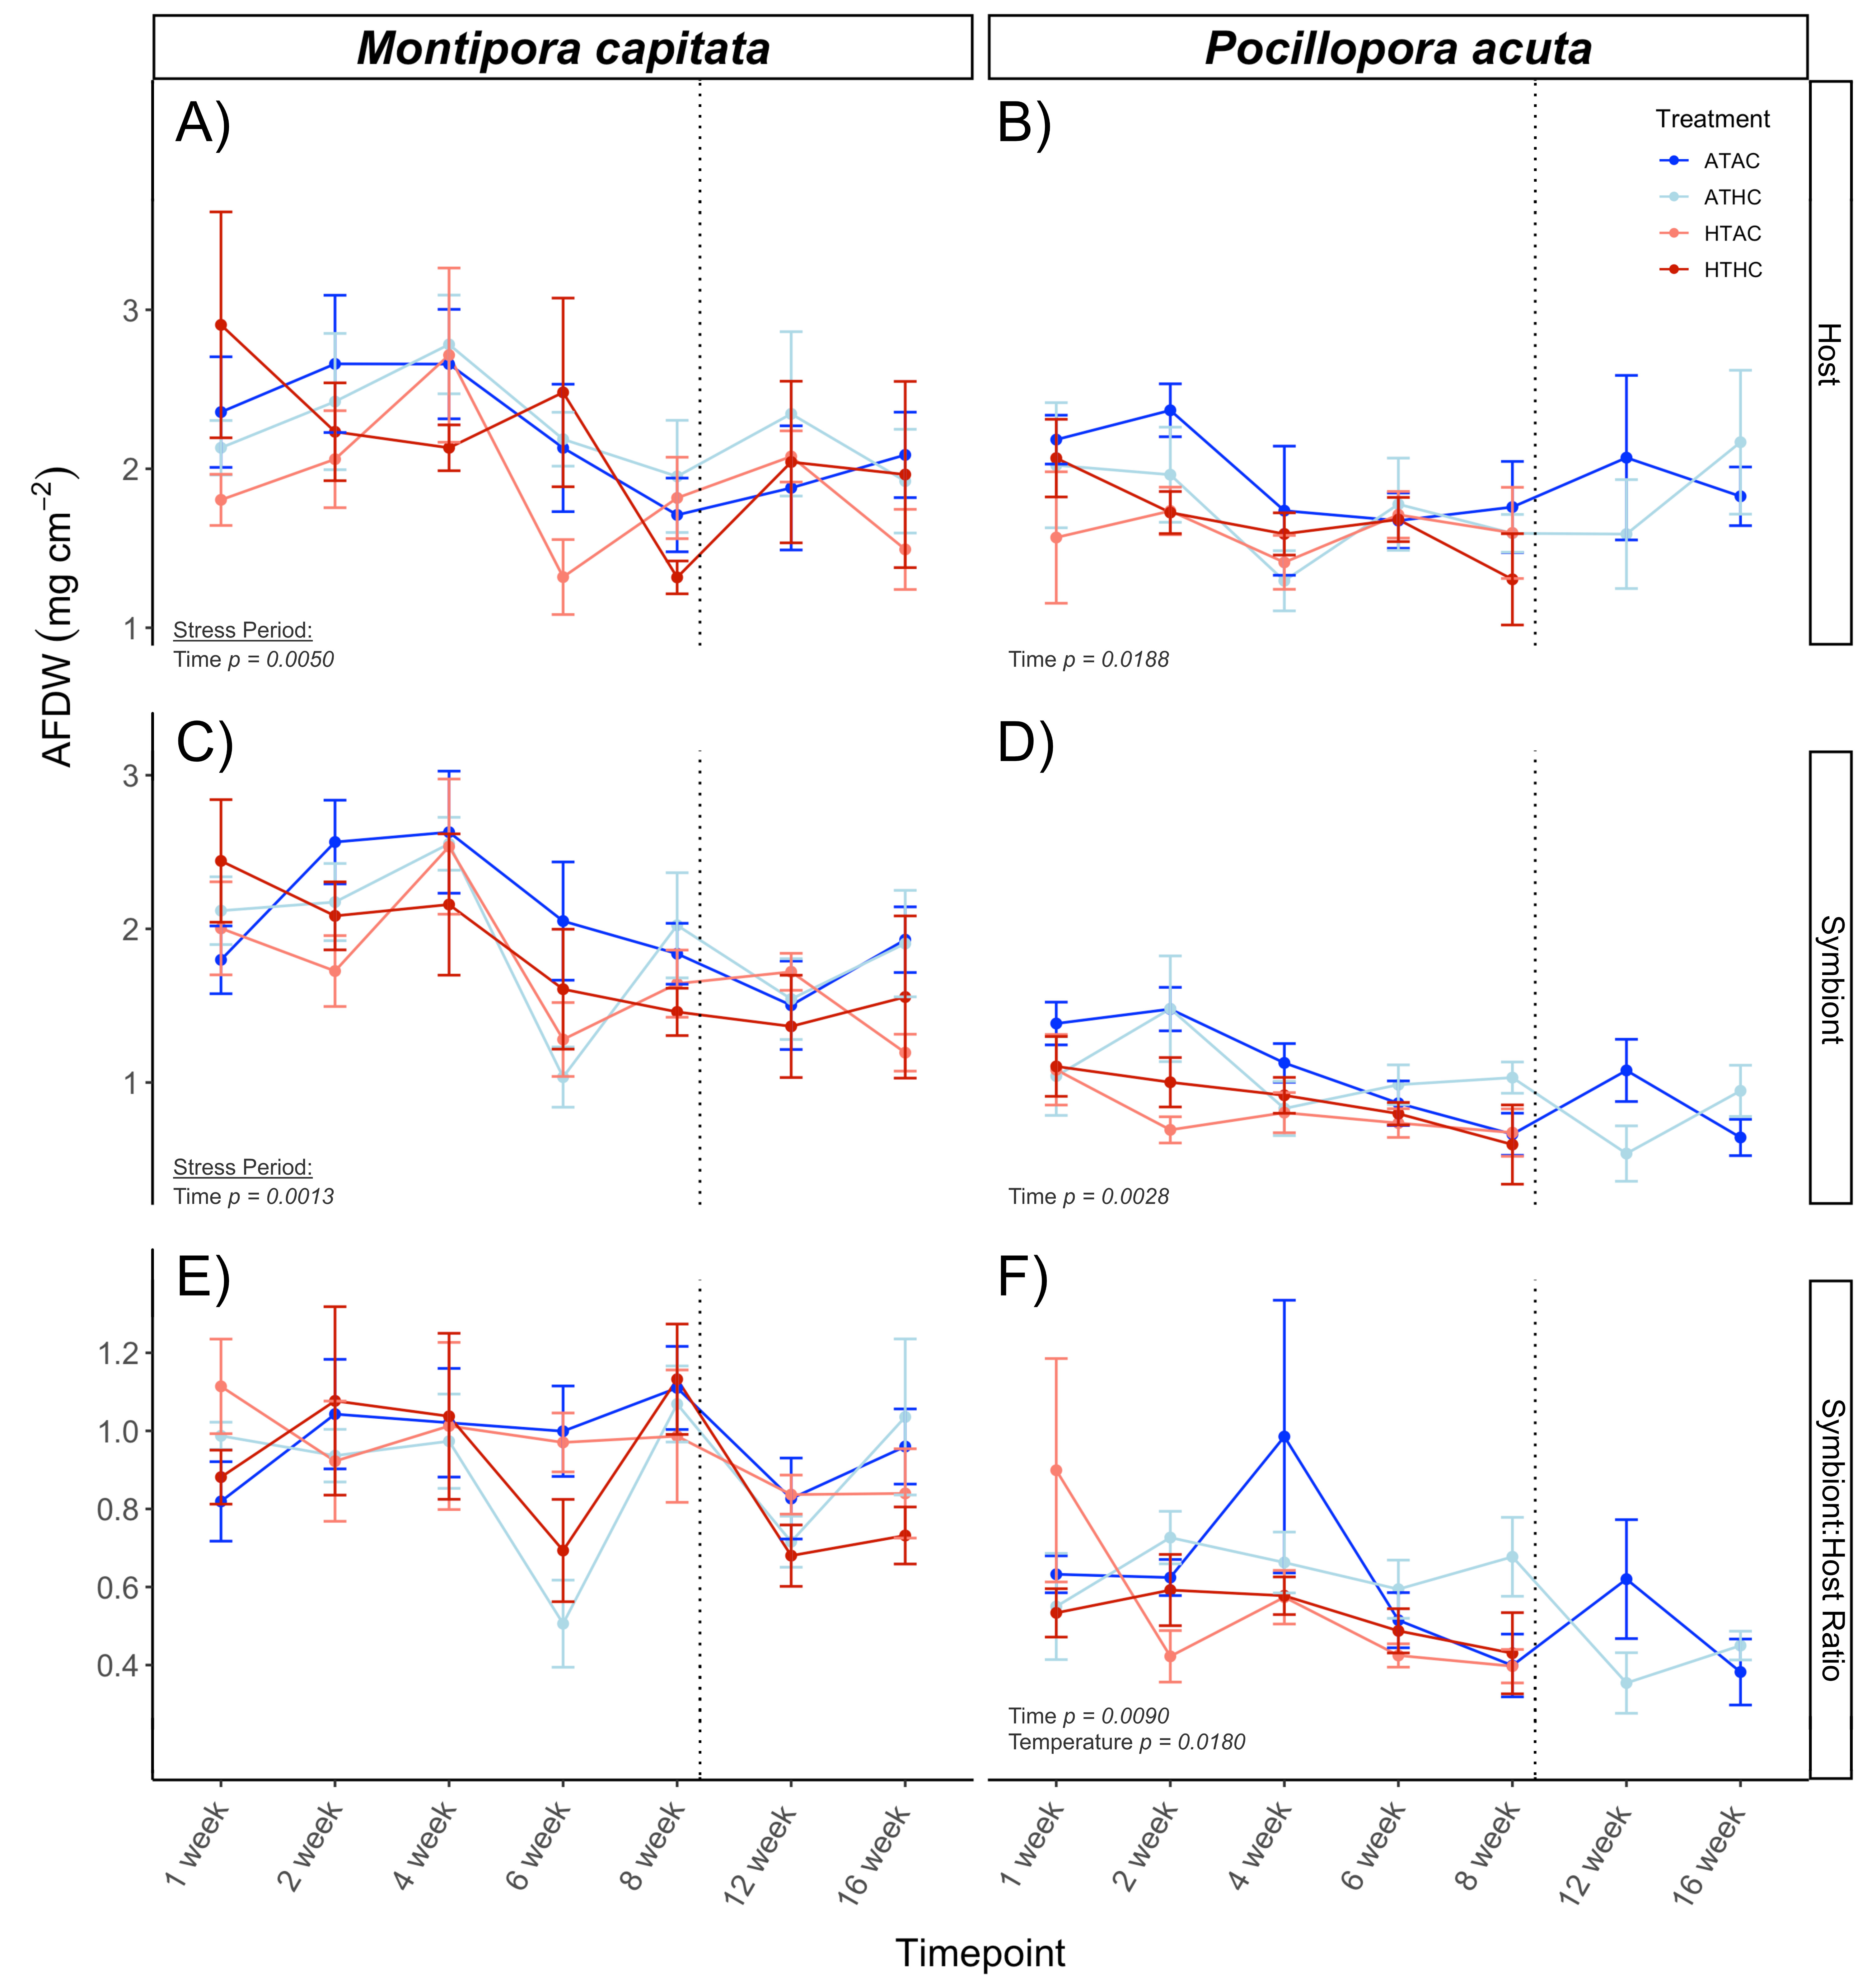 Montipora capitata
Pocillopora acuta
A)
B)
Treatment
ATAC
ATHC
HTAC
HTHC
Host
3
2
1
Stress Period:
Time p = 0.0050
Time p = 0.0188
AFDW (mg cm⁻²)
C)
D)
Symbiont
3
2
1
Stress Period:
Time p = 0.0013
Time p = 0.0028
E)
F)
Symbiont:Host Ratio
1.2
1.0
0.8
0.6
0.4
Time p = 0.0090
Temperature p = 0.0180
1 week
2 week
4 week
6 week
8 week
12 week
16 week
1 week
2 week
4 week
6 week
8 week
12 week
16 week
Timepoint